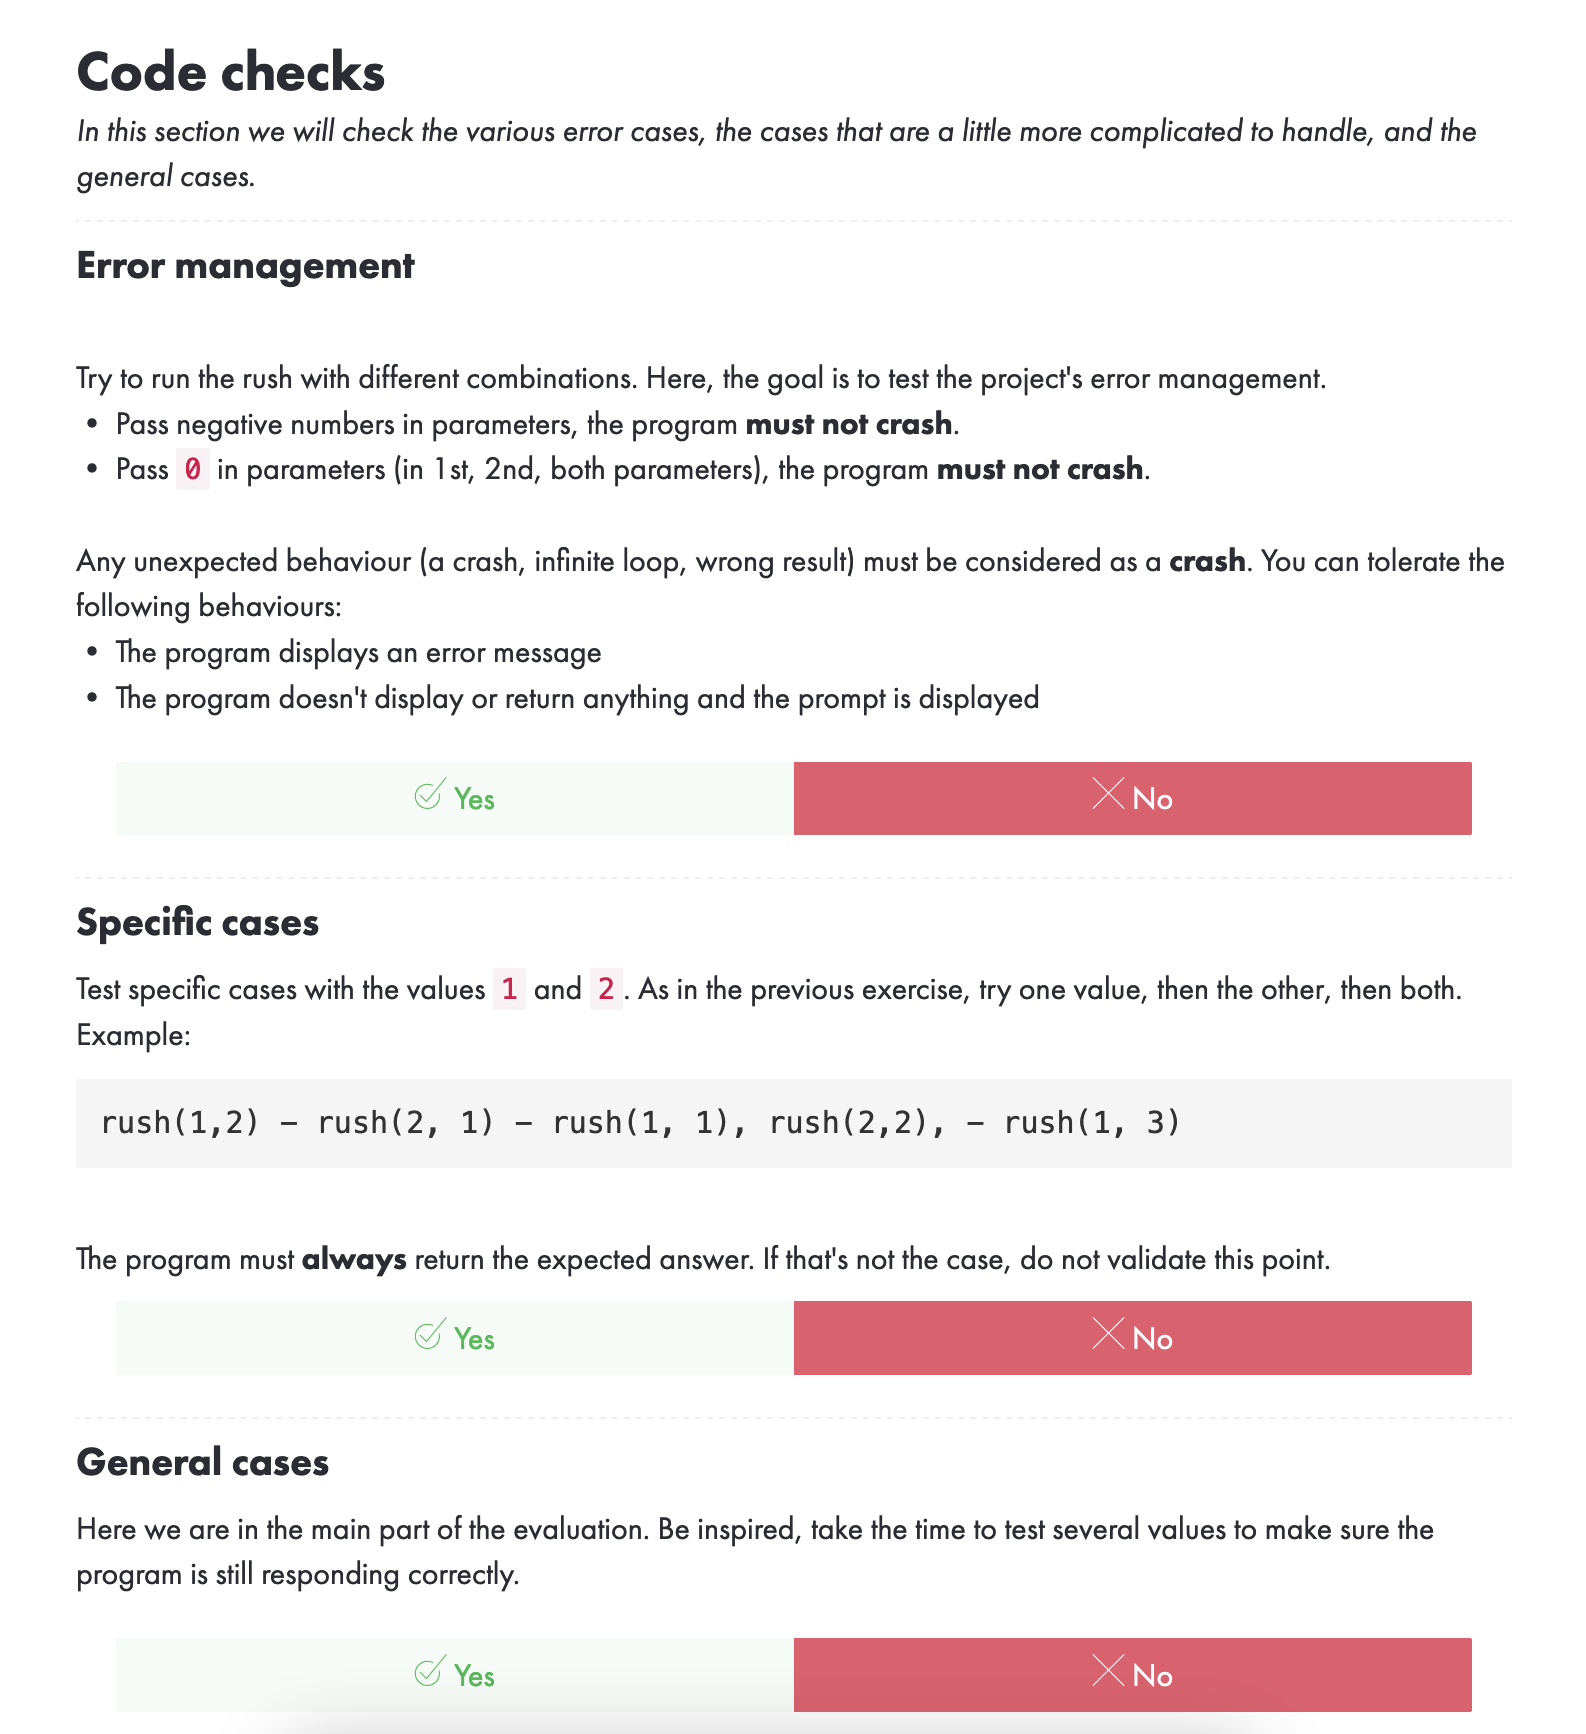 Code checks
In this section we will check the various error cases, the cases that are a little more complicated to handle, and the
general cases.
Error management
Try to run the rush with different combinations. Here, the goal is to test the project's error management.
• Pass negative numbers in parameters, the program must not crash.
• Pass 0 in parameters (in 1st, 2nd, both parameters), the program must not crash.
Any unexpected behaviour (a crash, infinite loop, wrong result) must be considered as a crash. You can tolerate the
following behaviours:
• The program displays an error message
• The program doesn't display or return anything and the prompt is displayed
Yes
No
Specific cases
Test specific cases with the values 1 and 2. As in the previous exercise, try one value, then the other, then both.
Example:
rush(1,2) – rush(2, 1) – rush(1, 1), rush(2,2), – rush(1, 3)
The program must always return the expected answer. If that's not the case, do not validate this point.
Yes
No
General cases
Here we are in the main part of the evaluation. Be inspired, take the time to test several values to make sure the
program is still responding correctly.
Yes
No